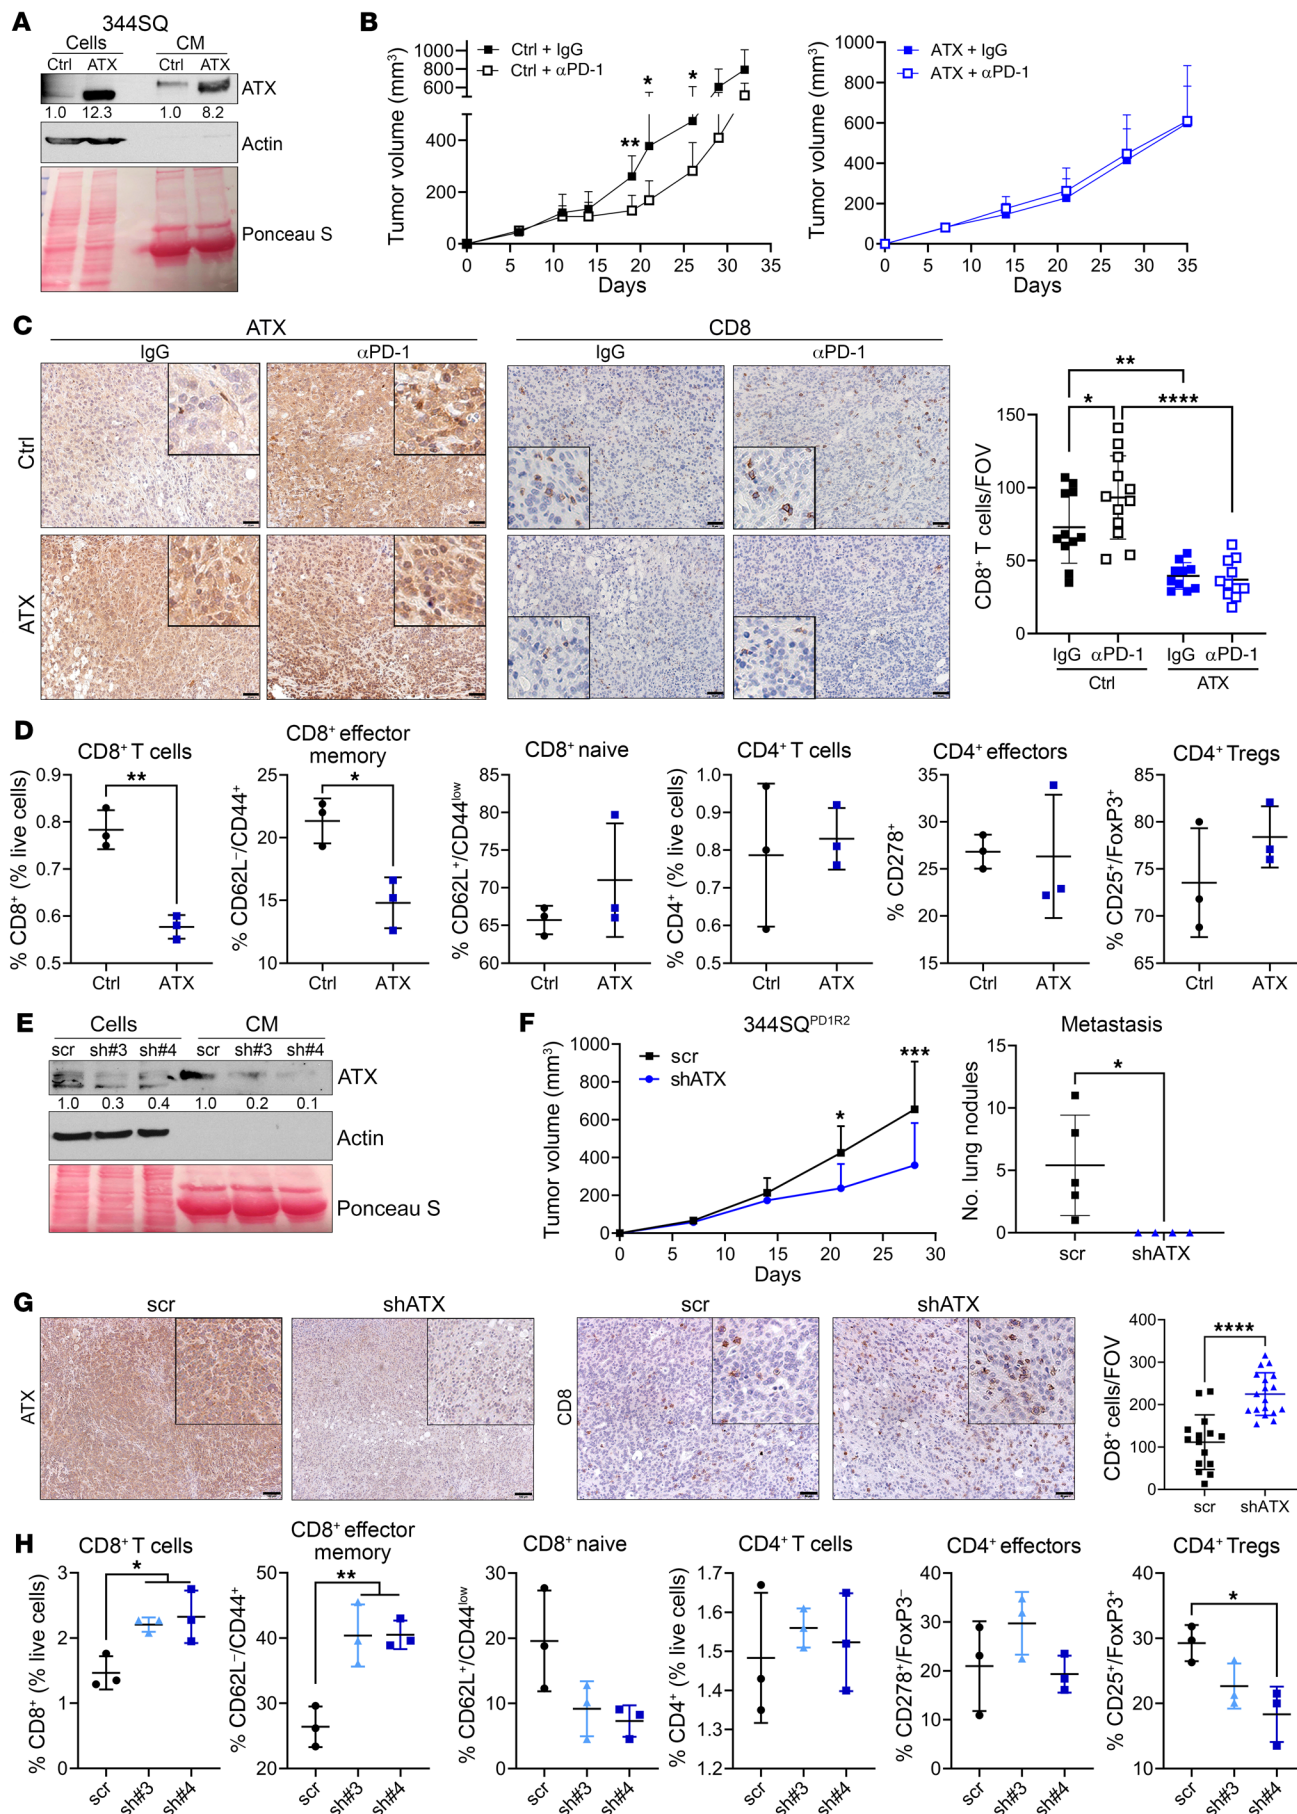 A
344SQ
Cells CM
Ctrl ATX Ctrl ATX
ATX
1.0 12.3 1.0 8.2
Actin
Ponceau S
B
Tumor volume (mm³)
1000
800
600
400
200
0
Ctrl + IgG
Ctrl + αPD-1
** * *
0 5 10 15 20 25 30 35
Days
Tumor volume (mm³)
1000
800
600
400
200
0
ATX + IgG
ATX + αPD-1
0 5 10 15 20 25 30 35
Days
C
ATX CD8
IgG αPD-1 IgG αPD-1
Ctrl
ATX
CD8⁺ T cells/FOV
150
100
50
0
**
* ****
IgG αPD-1 IgG αPD-1
Ctrl ATX
D
CD8⁺ T cells
% CD8⁺ (% live cells)
0.9
0.8
0.7
0.6
0.5
**
Ctrl ATX
CD8⁺ effector
memory
% CD62L⁻/CD44⁺
25
20
15
10
*
Ctrl ATX
CD8⁺ naive
% CD62L⁺/CD44low
85
80
75
70
65
60
Ctrl ATX
CD4⁺ T cells
% CD4⁺ (% live cells)
1.0
0.9
0.8
0.7
0.6
0.5
Ctrl ATX
CD4⁺ effectors
% CD278⁺
35
30
25
20
15
Ctrl ATX
CD4⁺ Tregs
% CD25⁺/FoxP3⁺
85
80
75
70
65
Ctrl ATX
E
Cells CM
scr sh#3 sh#4 scr sh#3 sh#4
ATX
1.0 0.3 0.4 1.0 0.2 0.1
Actin
Ponceau S
F
344SQPD1R2
Tumor volume (mm³)
1000
800
600
400
200
0
scr
shATX
* ***
0 5 10 15 20 25 30
Days
Metastasis
No. lung nodules
15
10
5
0
*
scr shATX
G
scr shATX scr shATX
ATX
CD8
CD8⁺ cells/FOV
400
300
200
100
0
****
scr shATX
H
CD8⁺ T cells
% CD8⁺ (% live cells)
3
2
1
0
*
scr sh#3 sh#4
CD8⁺ effector
memory
% CD62L⁻/CD44⁺
50
40
30
20
**
scr sh#3 sh#4
CD8⁺ naive
% CD62L⁺/CD44low
30
20
10
0
scr sh#3 sh#4
CD4⁺ T cells
% CD4⁺ (% live cells)
1.7
1.6
1.5
1.4
1.3
1.2
scr sh#3 sh#4
CD4⁺ effectors
% CD278⁺/FoxP3⁻
40
30
20
10
0
scr sh#3 sh#4
CD4⁺ Tregs
% CD25⁺/FoxP3⁺
40
30
20
10
*
scr sh#3 sh#4